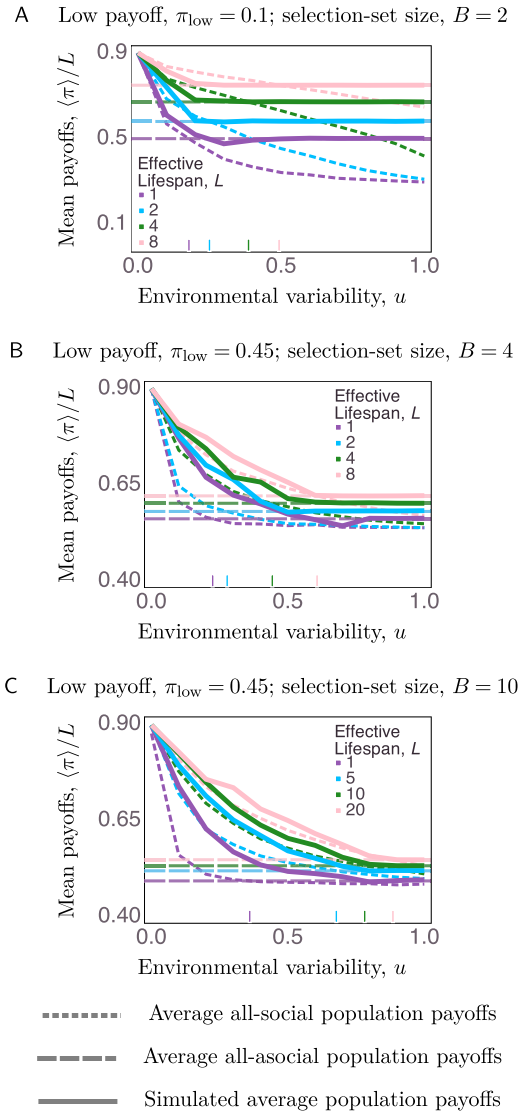 A Low payoff, πlow = 0.1; selection-set size, B = 2
Mean payoffs, ⟨π⟩/L
0.9
0.5
0.1
Effective
Lifespan, L
1
2
4
8
0.0 0.5 1.0
Environmental variability, u
B Low payoff, πlow = 0.45; selection-set size, B = 4
Mean payoffs, ⟨π⟩/L
0.90
0.65
0.40
Effective
Lifespan, L
1
2
4
8
0.0 0.5 1.0
Environmental variability, u
C Low payoff, πlow = 0.45; selection-set size, B = 10
Mean payoffs, ⟨π⟩/L
0.90
0.65
0.40
Effective
Lifespan, L
1
5
10
20
0.0 0.5 1.0
Environmental variability, u
Average all-social population payoffs
Average all-asocial population payoffs
Simulated average population payoffs